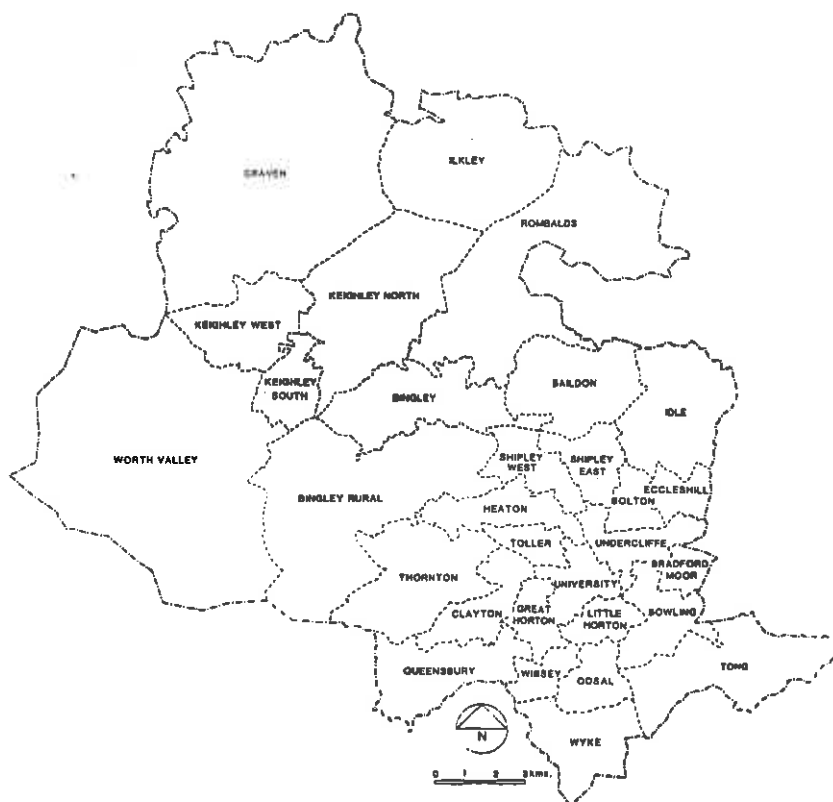 CRAVEN
ILKLEY
ROMBALDS
KEIGHLEY NORTH
KEIGHLEY WEST
KEIGHLEY
SOUTH
BINGLEY
BAILDON
IDLE
WORTH VALLEY
SHIPLEY
WEST
SHIPLEY
EAST
BINGLEY RURAL
ECCLESHILL
BOLTON
HEATON
TOLLER
UNDERCLIFFE
BRADFORD
MOOR
THORNTON
UNIVERSITY
CLAYTON
GREAT
HORTON
LITTLE
HORTON
BOWLING
QUEENSBURY
WIBSEY
ODSAL
TONG
N
WYKE
0 1 2 3 kms.